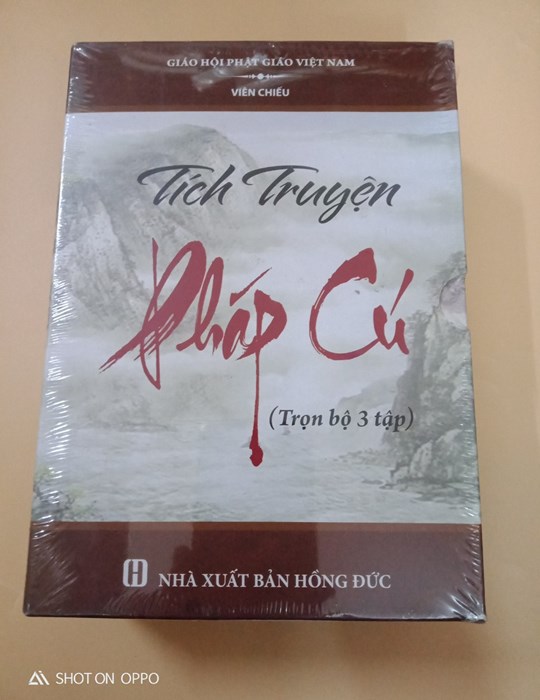 GIÁO HỘI PHẬT GIÁO VIỆT NAM
VIÊN CHIẾU
Tích Truyện
Pháp Cú
(Trọn bộ 3 tập)
NHÀ XUẤT BẢN HỒNG ĐỨC
SHOT ON OPPO